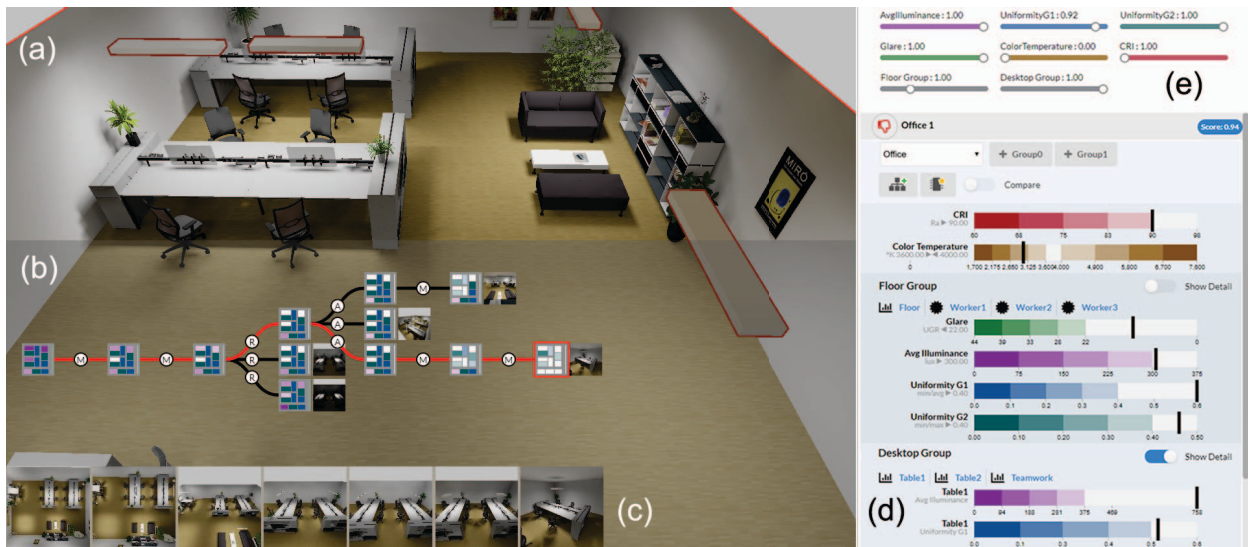 (a)
MIRÓ
(b)
A
M
R
A
M
M
R
A
M
M
R
(c)
AvgIlluminance : 1.00 UniformityG1 : 0.92 UniformityG2 : 1.00
Glare : 1.00 ColorTemperature : 0.00 CRI : 1.00
Floor Group : 1.00 Desktop Group : 1.00
(e)
Office 1 Score: 0.94
Office + Group0 + Group1
Compare
CRI
Ra ▶ 90.00
60 68 75 83 90 98
Color Temperature
°K 2600.00 ▶◀ 4000.00
0 1,700 2,175 2,650 3,125 3,600 4,000 4,900 5,800 6,700 7,600
Floor Group Show Detail
Floor Worker1 Worker2 Worker3
Glare
UGR ◀ 22.00
44 39 33 28 22 0
Avg Illuminance
lux ▶ 300.00
0 75 150 225 300 375
Uniformity G1
min/avg ▶ 0.40
0.0 0.1 0.2 0.3 0.4 0.5 0.6
Uniformity G2
min/max ▶ 0.40
0.00 0.10 0.20 0.30 0.40 0.50
Desktop Group Show Detail
Table1 Table2 Teamwork
(d)
Table1
Avg Illuminance
0 94 188 281 375 469 758
Table1
Uniformity G1
0.0 0.1 0.3 0.4 0.5 0.6